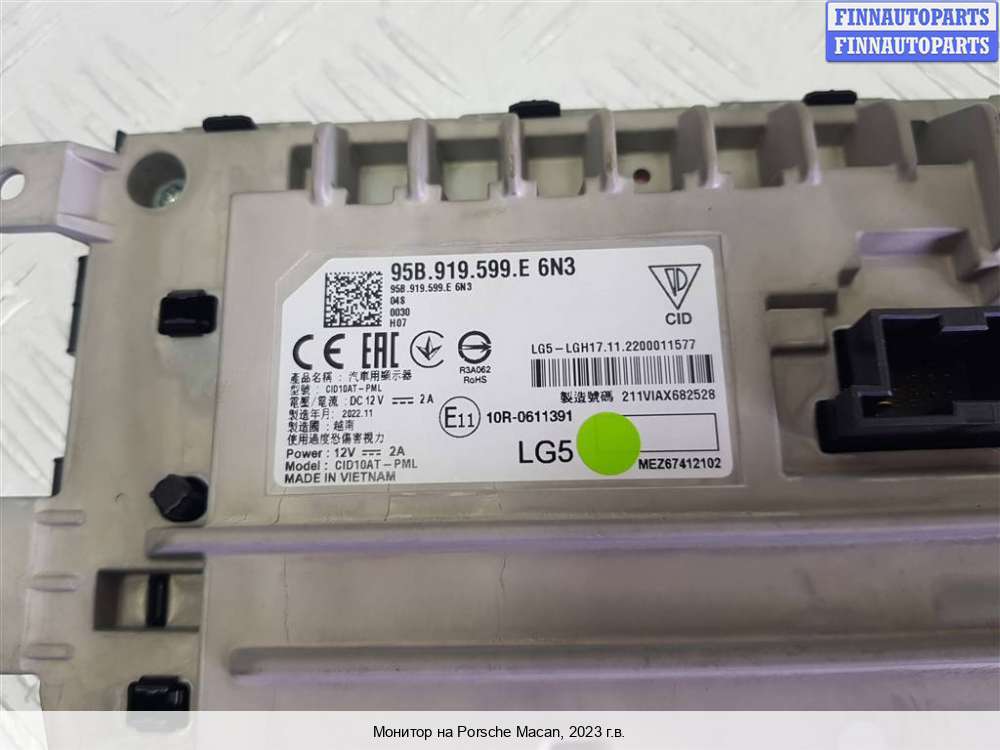 FINNAUTOPARTS
FINNAUTOPARTS
95B.919.599.E 6N3
95B.919.599.E 6N3
04S
0030
H07
CID
CE EAC
R3A062
RoHS
LG5-LGH17.11.2200011577
製造號碼 211VIAX682528
產品名稱 : 汽車用顯示器
型號 : CID10AT-PML
電壓/電流 : DC 12V 2A
製造年月 : 2022.11
製造國 : 越南
使用過度恐傷害視力
Power : 12V 2A
Model : CID10AT-PML
MADE IN VIETNAM
E11 10R-0611391
LG5
MEZ67412102
Монитор на Porsche Macan, 2023 г.в.